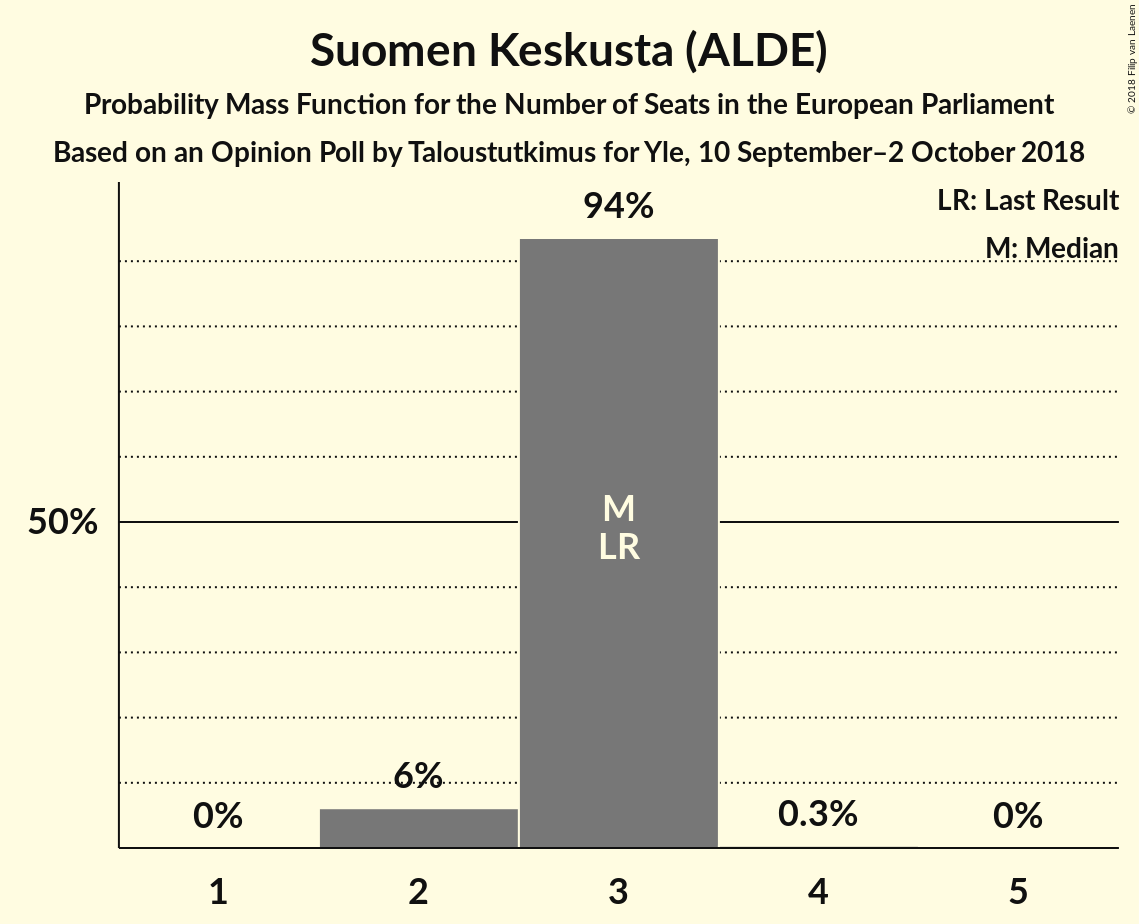 Suomen Keskusta (ALDE)
Probability Mass Function for the Number of Seats in the European Parliament
Based on an Opinion Poll by Taloustutkimus for Yle, 10 September–2 October 2018
© 2018 Filip van Laenen
LR: Last Result
M: Median
94%
50%
M
LR
6%
0%
0.3%
0%
1 2 3 4 5